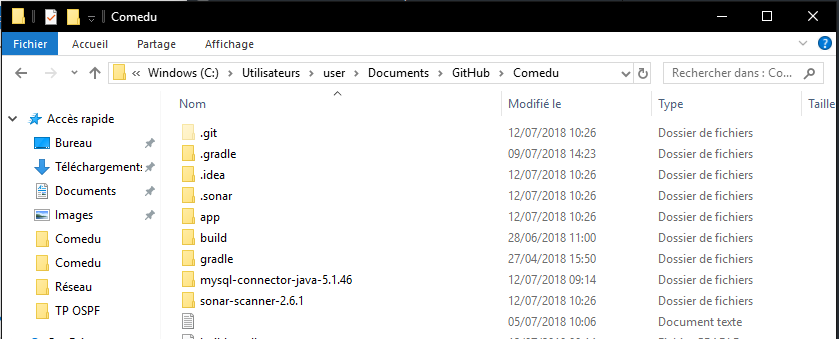 Comedu
Fichier Accueil Partage Affichage
« Windows (C:) > Utilisateurs > user > Documents > GitHub > Comedu Rechercher dans : Co...
Nom Modifié le Type Taille
Accès rapide
Bureau
Téléchargements
Documents
Images
Comedu
Comedu
Réseau
TP OSPF
.git 12/07/2018 10:26 Dossier de fichiers
.gradle 09/07/2018 14:23 Dossier de fichiers
.idea 12/07/2018 10:26 Dossier de fichiers
.sonar 12/07/2018 10:26 Dossier de fichiers
app 12/07/2018 10:26 Dossier de fichiers
build 28/06/2018 11:00 Dossier de fichiers
gradle 27/04/2018 15:50 Dossier de fichiers
mysql-connector-java-5.1.46 12/07/2018 09:14 Dossier de fichiers
sonar-scanner-2.6.1 12/07/2018 10:26 Dossier de fichiers
05/07/2018 10:06 Document texte